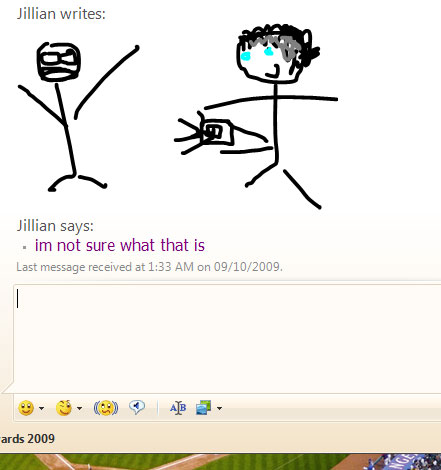 Jillian writes:
Jillian says:
im not sure what that is
Last message received at 1:33 AM on 09/10/2009.
ards 2009